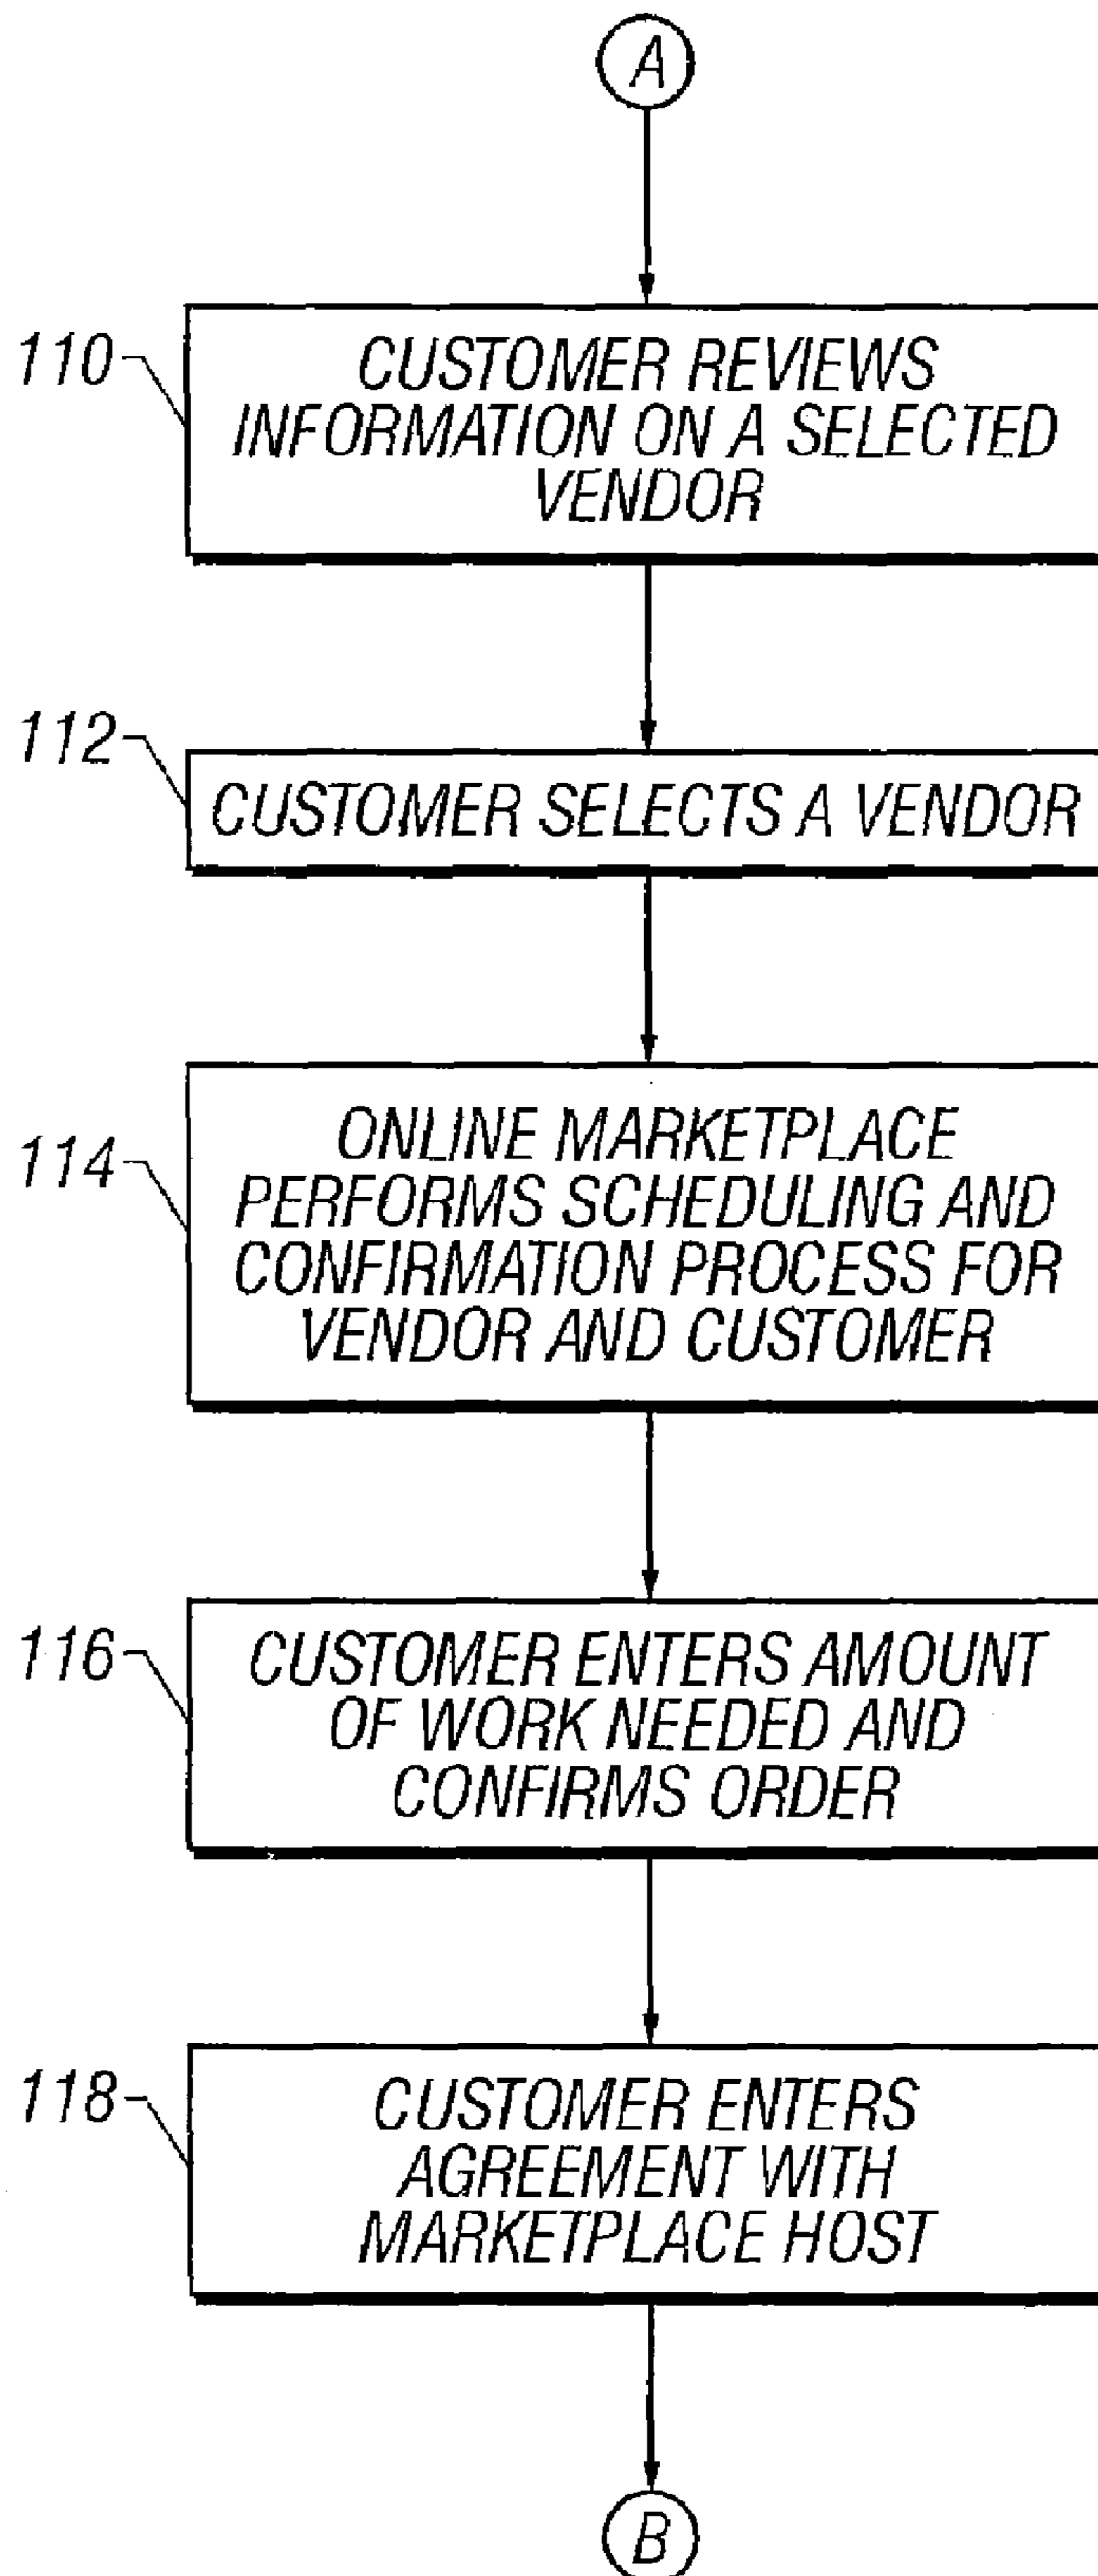 A
110
CUSTOMER REVIEWS
INFORMATION ON A SELECTED
VENDOR
112
CUSTOMER SELECTS A VENDOR
114
ONLINE MARKETPLACE
PERFORMS SCHEDULING AND
CONFIRMATION PROCESS FOR
VENDOR AND CUSTOMER
116
CUSTOMER ENTERS AMOUNT
OF WORK NEEDED AND
CONFIRMS ORDER
118
CUSTOMER ENTERS
AGREEMENT WITH
MARKETPLACE HOST
B